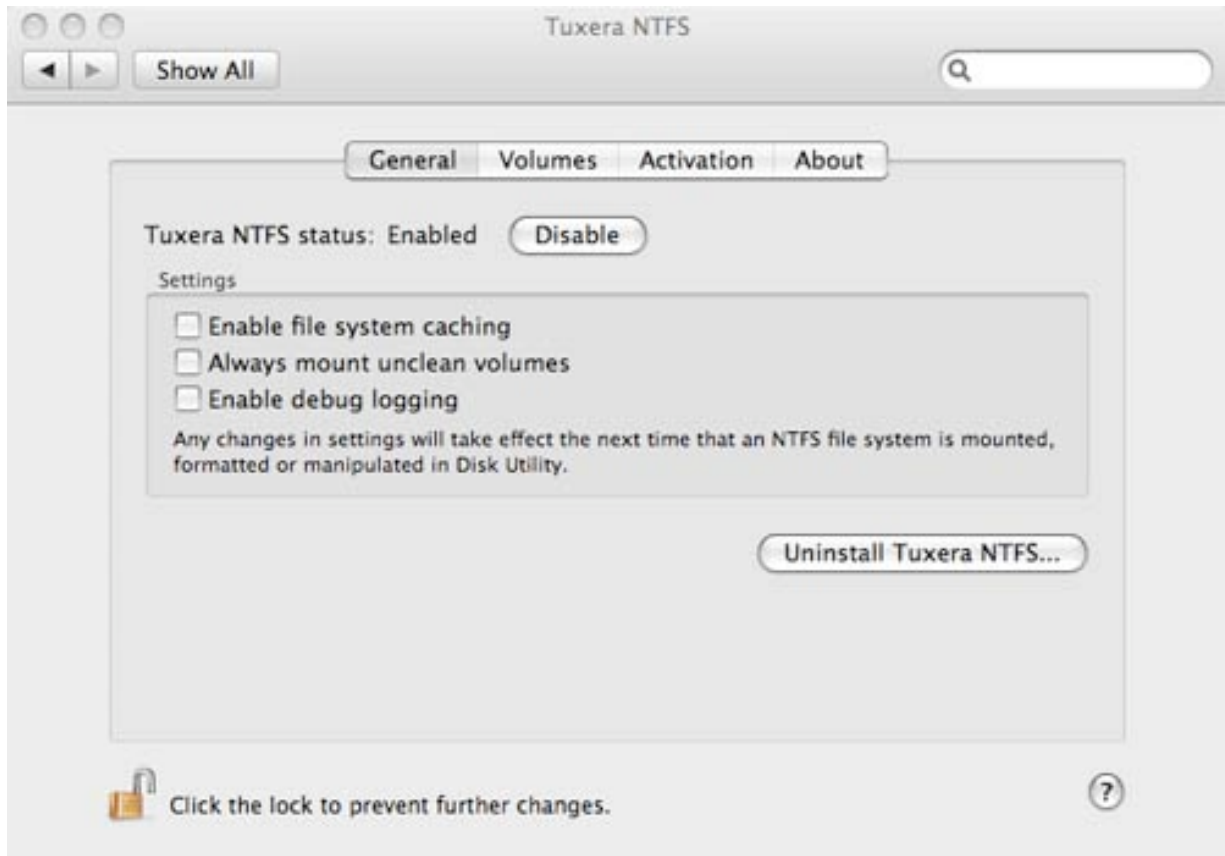 Tuxera NTFS
Show All
General Volumes Activation About
Tuxera NTFS status: Enabled Disable
Settings
Enable file system caching
Always mount unclean volumes
Enable debug logging
Any changes in settings will take effect the next time that an NTFS file system is mounted,
formatted or manipulated in Disk Utility.
Uninstall Tuxera NTFS...
Click the lock to prevent further changes.
?